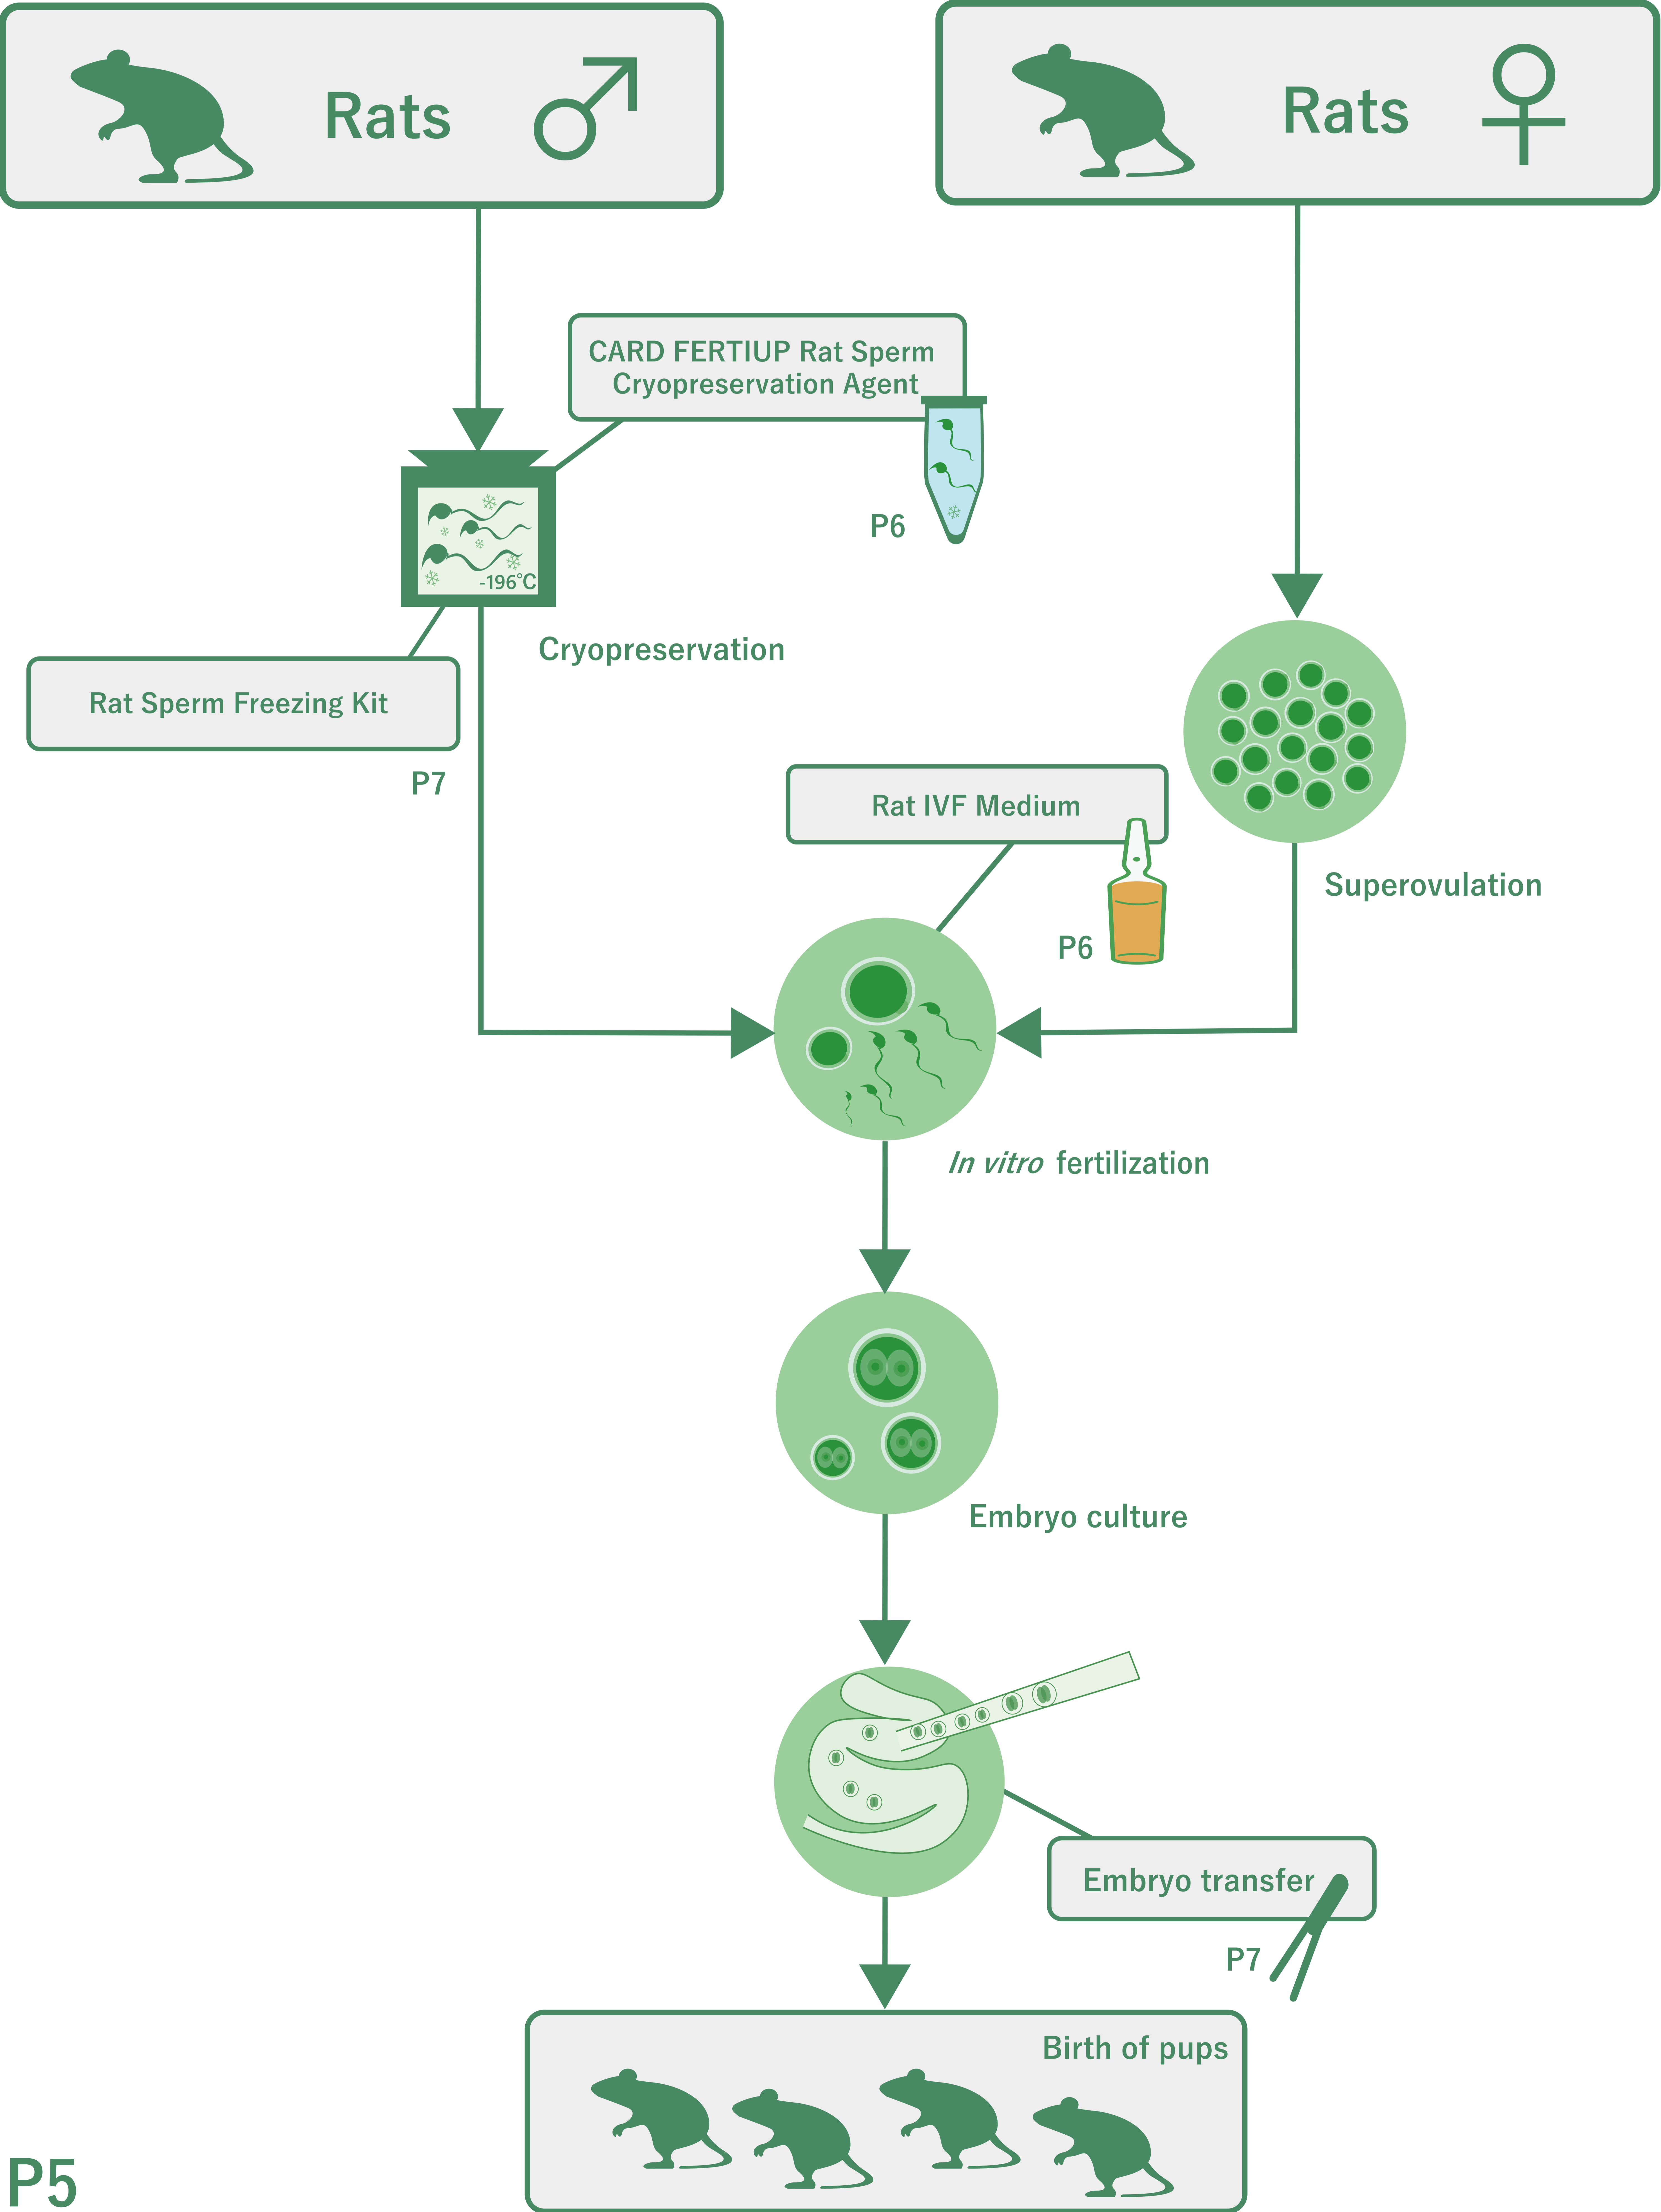 Rats
Rats
CARD FERTIUP Rat Sperm
Cryopreservation Agent
P6
-196℃
Cryopreservation
Rat Sperm Freezing Kit
P7
Rat IVF Medium
P6
Superovulation
In vitro fertilization
Embryo culture
Embryo transfer
P7
Birth of pups
P5